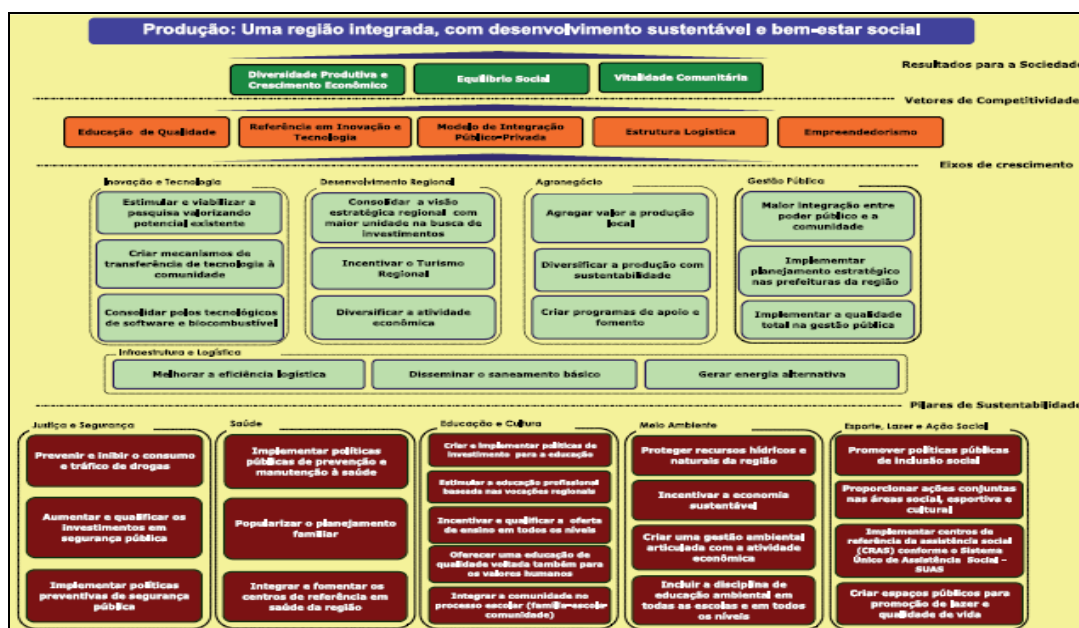 Produção: Uma região integrada, com desenvolvimento sustentável e bem-estar social
Resultados para a Sociedade
Diversidade Produtiva e
Crescimento Econômico
Equilíbrio Social
Vitalidade Comunitária
Vetores de Competitividade
Educação de Qualidade
Referência em Inovação e
Tecnologia
Modelo de Integração
Público-Privada
Estrutura Logística
Empreendedorismo
Eixos de crescimento
Inovação e Tecnologia
Estimular e viabilizar a
pesquisa valorizando
potencial existente
Criar mecanismos de
transferência de tecnologia à
comunidade
Consolidar polos tecnológicos
de software e biocombustível
Desenvolvimento Regional
Consolidar a visão
estratégica regional com
maior unidade na busca de
investimentos
Incentivar o Turismo
Regional
Diversificar a atividade
econômica
Agronegócio
Agregar valor a produção
local
Diversificar a produção com
sustentabilidade
Criar programas de apoio e
fomento
Gestão Pública
Maior integração entre
poder público e a
comunidade
Implememtar
planejamento estratégico
nas prefeituras da região
Implementar a qualidade
total na gestão pública
Infraestrutura e Logística
Melhorar a eficiência logística
Disseminar o saneamento básico
Gerar energia alternativa
Pilares de Sustentabilidade
Justiça e Segurança
Prevenir e inibir o consumo
e tráfico de drogas
Aumentar e qualificar os
investimentos em
segurança pública
Implementar políticas
preventivas de segurança
pública
Saúde
Implementar políticas
públicas de prevenção e
manutenção à saúde
Popularizar o planejamento
familiar
Integrar e fomentar os
centros de referência em
saúde da região
Educação e Cultura
Criar e implementar políticas de
investimento para a educação
Estimular a educação profissional
baseada nas vocações regionais
Incentivar e qualificar a oferta
de ensino em todos os níveis
Oferecer uma educação de
qualidade voltada também para
os valores humanos
Integrar a comunidade no
processo escolar (família-escola-
comunidade)
Meio Ambiente
Proteger recursos hídricos e
naturais da região
Incentivar a economia
sustentável
Criar uma gestão ambiental
articulada com a atividade
econômica
Incluir a disciplina de
educação ambiental em
todas as escolas e em todos
os níveis
Esporte, Lazer e Ação Social
Promover políticas públicas
de inclusão social
Proporcionar ações conjuntas
nas áreas social, esportiva e
cultural
Implementar centros de
referência da assistência social
(CRAS) conforme o Sistema
Único de Assistência Social -
SUAS
Criar espaços públicos para
promoção de lazer e
qualidade de vida